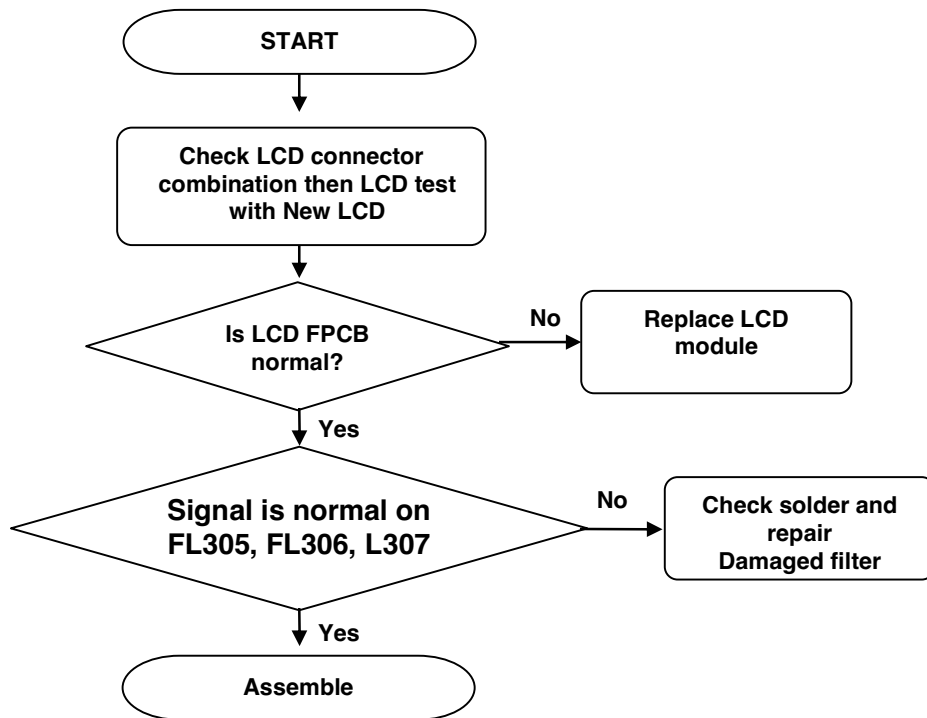 START
Check LCD connector
combination then LCD test
with New LCD
Is LCD FPCB
normal?
No
Replace LCD
module
Yes
Signal is normal on
FL305, FL306, L307
No
Check solder and
repair
Damaged filter
Yes
Assemble